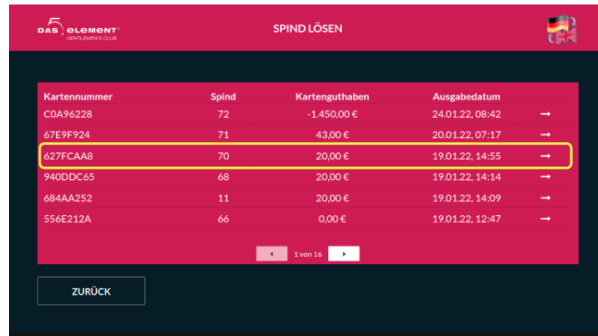 5
DAS ELEMENT
GENTLEMEN'S CLUB
SPIND LÖSEN
Kartennummer Spind Kartenguthaben Ausgabedatum
C0A96228 72 -1.450,00 € 24.01.22, 08:42 →
67E9F924 71 43,00 € 20.01.22, 07:17 →
627FCAA8 70 20,00 € 19.01.22, 14:55 →
940DDC65 68 20,00 € 19.01.22, 14:14 →
684AA252 11 20,00 € 19.01.22, 14:09 →
556E212A 66 0,00 € 19.01.22, 12:47 →
1 von 16
ZURÜCK